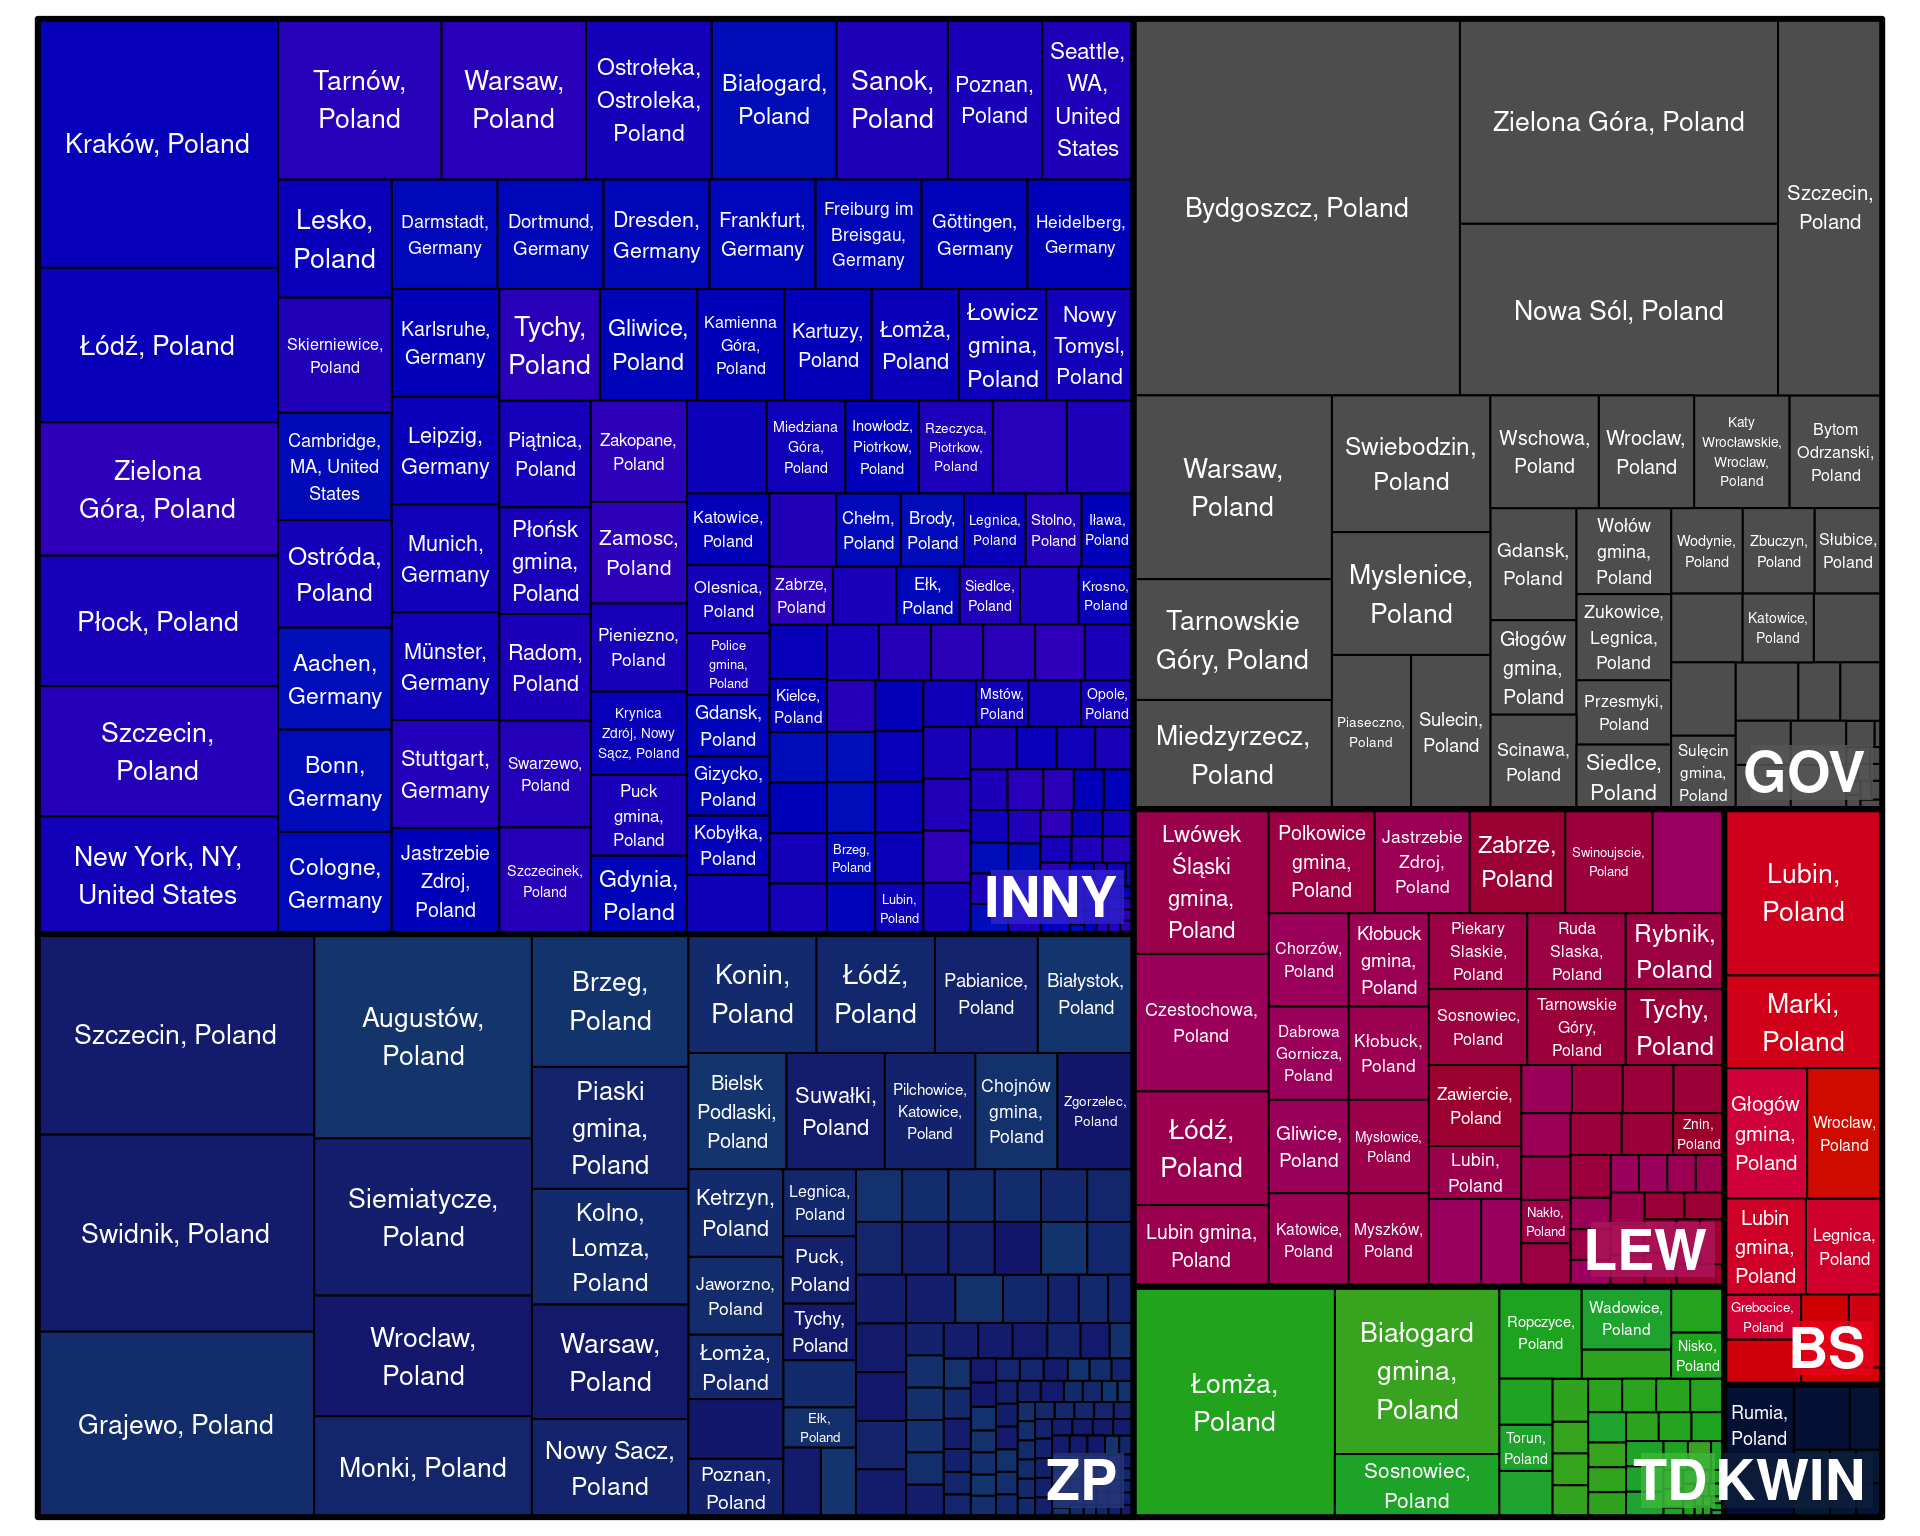 Kraków, Poland
Łódź, Poland
Zielona
Góra, Poland
Płock, Poland
Szczecin,
Poland
New York, NY,
United States
Tarnów,
Poland
Warsaw,
Poland
Ostrołeka,
Ostroleka,
Poland
Białogard,
Poland
Sanok,
Poland
Poznan,
Poland
Seattle,
WA,
United
States
Lesko,
Poland
Darmstadt,
Germany
Dortmund,
Germany
Dresden,
Germany
Frankfurt,
Germany
Freiburg im
Breisgau,
Germany
Göttingen,
Germany
Heidelberg,
Germany
Skierniewice,
Poland
Cambridge,
MA, United
States
Ostróda,
Poland
Aachen,
Germany
Bonn,
Germany
Cologne,
Germany
Karlsruhe,
Germany
Leipzig,
Germany
Munich,
Germany
Münster,
Germany
Stuttgart,
Germany
Jastrzebie
Zdroj,
Poland
Tychy,
Poland
Gliwice,
Poland
Kamienna
Góra,
Poland
Kartuzy,
Poland
Łomża,
Poland
Łowicz
gmina,
Poland
Nowy
Tomysl,
Poland
Piątnica,
Poland
Płońsk
gmina,
Poland
Radom,
Poland
Swarzewo,
Poland
Szczecinek,
Poland
Zakopane,
Poland
Zamosc,
Poland
Pieniezno,
Poland
Krynica
Zdrój, Nowy
Sącz, Poland
Puck
gmina,
Poland
Gdynia,
Poland
Miedziana
Góra,
Poland
Inowłodz,
Piotrkow,
Poland
Rzeczyca,
Piotrkow,
Poland
Katowice,
Poland
Olesnica,
Poland
Police
gmina,
Poland
Gdansk,
Poland
Gizycko,
Poland
Kobyłka,
Poland
Chełm,
Poland
Brody,
Poland
Legnica,
Poland
Stolno,
Poland
Iława,
Poland
Zabrze,
Poland
Ełk,
Poland
Siedlce,
Poland
Krosno,
Poland
Kielce,
Poland
Mstów,
Poland
Opole,
Poland
Brzeg,
Poland
Lubin,
Poland
INNY
Bydgoszcz, Poland
Zielona Góra, Poland
Nowa Sól, Poland
Szczecin,
Poland
Warsaw,
Poland
Tarnowskie
Góry, Poland
Miedzyrzecz,
Poland
Swiebodzin,
Poland
Myslenice,
Poland
Piaseczno,
Poland
Sulecin,
Poland
Wschowa,
Poland
Wroclaw,
Poland
Katy
Wrocławskie,
Wroclaw,
Poland
Bytom
Odrzanski,
Poland
Gdansk,
Poland
Głogów
gmina,
Poland
Scinawa,
Poland
Wołów
gmina,
Poland
Zukowice,
Legnica,
Poland
Przesmyki,
Poland
Siedlce,
Poland
Wodynie,
Poland
Zbuczyn,
Poland
Słubice,
Poland
Katowice,
Poland
Sulęcin
gmina,
Poland
GOV
Szczecin, Poland
Swidnik, Poland
Grajewo, Poland
Augustów,
Poland
Siemiatycze,
Poland
Wroclaw,
Poland
Monki, Poland
Brzeg,
Poland
Piaski
gmina,
Poland
Kolno,
Lomza,
Poland
Warsaw,
Poland
Nowy Sacz,
Poland
Konin,
Poland
Łódź,
Poland
Pabianice,
Poland
Białystok,
Poland
Bielsk
Podlaski,
Poland
Suwałki,
Poland
Pilchowice,
Katowice,
Poland
Chojnów
gmina,
Poland
Zgorzelec,
Poland
Ketrzyn,
Poland
Jaworzno,
Poland
Łomża,
Poland
Poznan,
Poland
Legnica,
Poland
Puck,
Poland
Tychy,
Poland
Ełk,
Poland
ZP
Lwówek
Śląski
gmina,
Poland
Czestochowa,
Poland
Łódź,
Poland
Lubin gmina,
Poland
Polkowice
gmina,
Poland
Jastrzebie
Zdroj,
Poland
Zabrze,
Poland
Swinoujscie,
Poland
Chorzów,
Poland
Kłobuck
gmina,
Poland
Dabrowa
Gornicza,
Poland
Kłobuck,
Poland
Gliwice,
Poland
Mysłowice,
Poland
Katowice,
Poland
Myszków,
Poland
Piekary
Slaskie,
Poland
Ruda
Slaska,
Poland
Rybnik,
Poland
Sosnowiec,
Poland
Tarnowskie
Góry,
Poland
Tychy,
Poland
Zawiercie,
Poland
Lubin,
Poland
Znin,
Poland
Nakło,
Poland
LEW
Lubin,
Poland
Marki,
Poland
Głogów
gmina,
Poland
Wroclaw,
Poland
Lubin
gmina,
Poland
Legnica,
Poland
Grebocice,
Poland
BS
Łomża,
Poland
Białogard
gmina,
Poland
Sosnowiec,
Poland
Ropczyce,
Poland
Wadowice,
Poland
Nisko,
Poland
Torun,
Poland
TD
Rumia,
Poland
KWIN